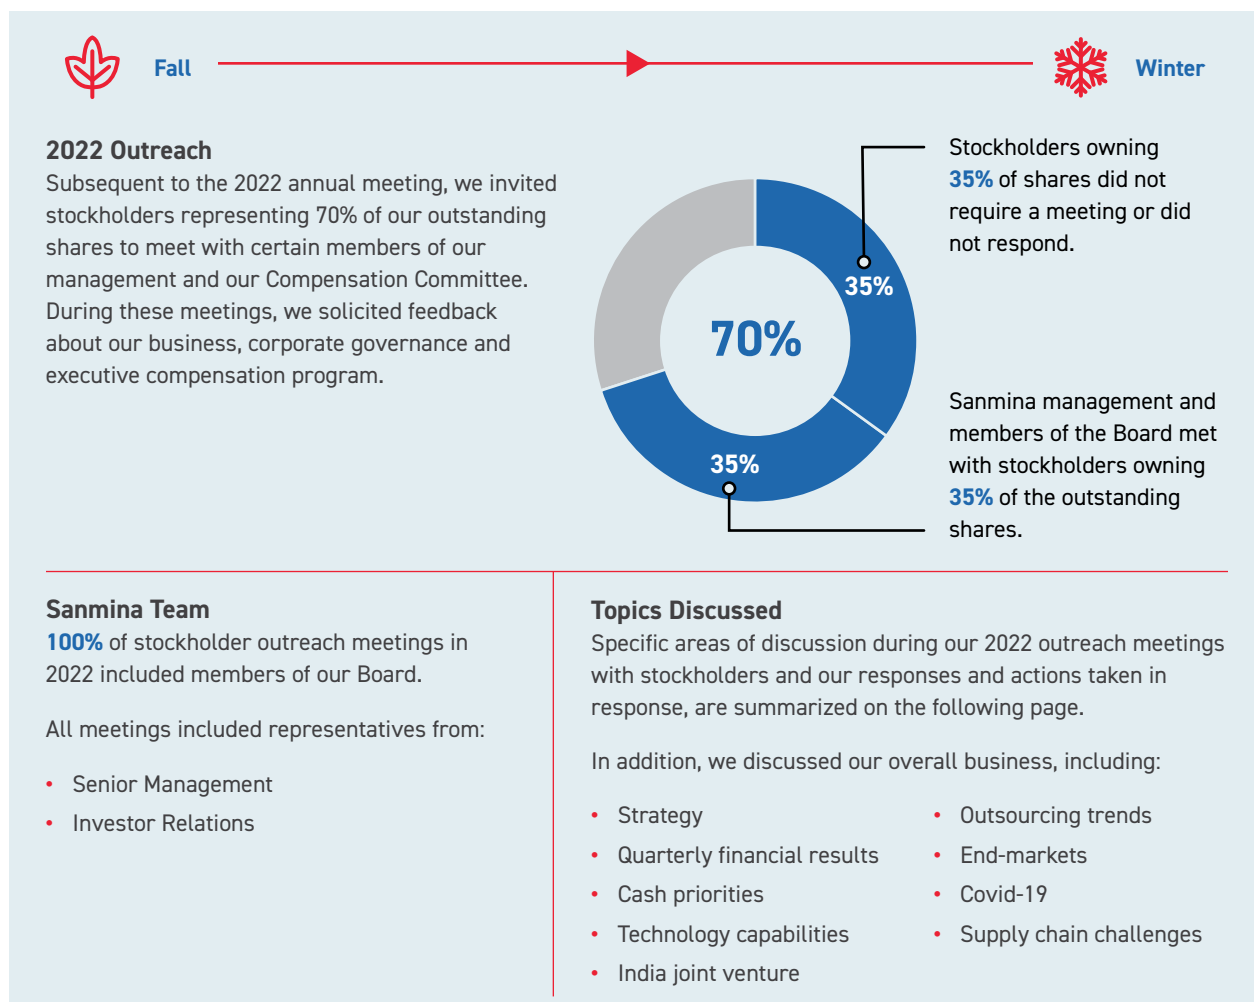 Fall
Winter
2022 Outreach
Subsequent to the 2022 annual meeting, we invited
stockholders representing 70% of our outstanding
shares to meet with certain members of our
management and our Compensation Committee.
During these meetings, we solicited feedback
about our business, corporate governance and
executive compensation program.
70%
35%
35%
Stockholders owning
35% of shares did not
require a meeting or did
not respond.
Sanmina management and
members of the Board met
with stockholders owning
35% of the outstanding
shares.
Sanmina Team
100% of stockholder outreach meetings in
2022 included members of our Board.
All meetings included representatives from:
• Senior Management
• Investor Relations
Topics Discussed
Specific areas of discussion during our 2022 outreach meetings
with stockholders and our responses and actions taken in
response, are summarized on the following page.
In addition, we discussed our overall business, including:
• Strategy
• Quarterly financial results
• Cash priorities
• Technology capabilities
• India joint venture
• Outsourcing trends
• End-markets
• Covid-19
• Supply chain challenges